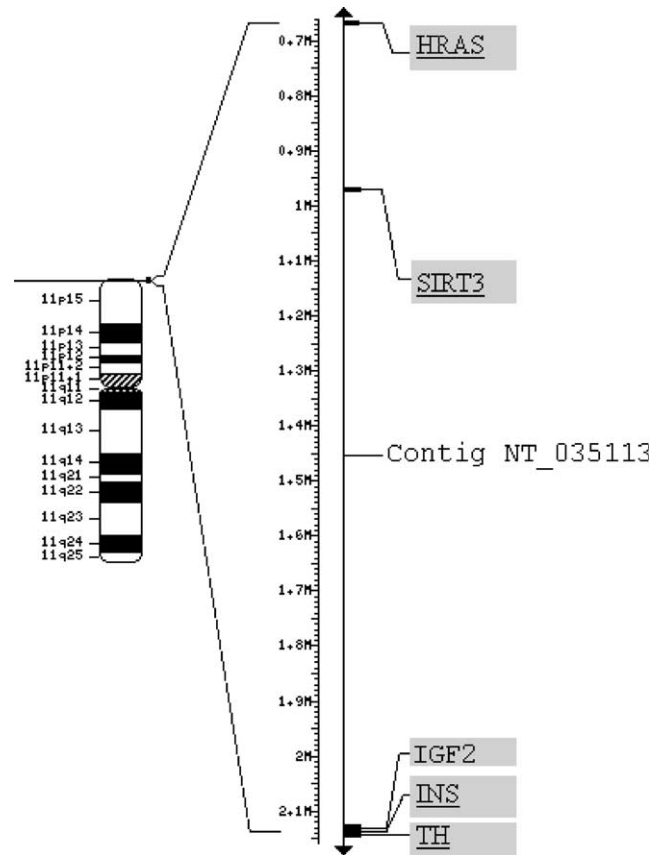 HRAS
0+7M
0+8M
0+9M
1M
SIRT3
1+1M
1+2M
1+3M
1+4M
Contig NT_035113
1+5M
1+6M
1+7M
1+8M
1+9M
2M
IGF2
INS
2+1M
TH
11p15
11p14
11p13
11p12
11p11+2
11p11+1
11q11
11q12
11q13
11q14
11q21
11q22
11q23
11q24
11q25